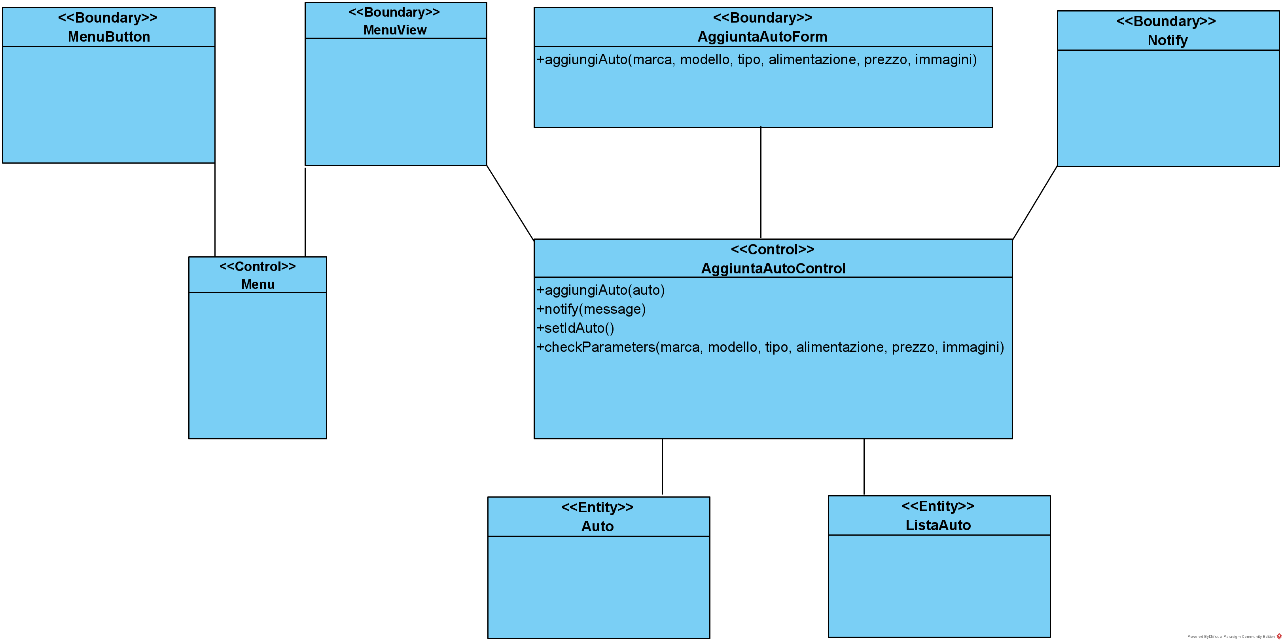 <<Boundary>>
MenuButton
<<Boundary>>
MenuView
<<Boundary>>
AggiuntaAutoForm
+aggiungiAuto(marca, modello, tipo, alimentazione, prezzo, immagini)
<<Boundary>>
Notify
<<Control>>
Menu
<<Control>>
AggiuntaAutoControl
+aggiungiAuto(auto)
+notify(message)
+setIdAuto()
+checkParameters(marca, modello, tipo, alimentazione, prezzo, immagini)
<<Entity>>
Auto
<<Entity>>
ListaAuto